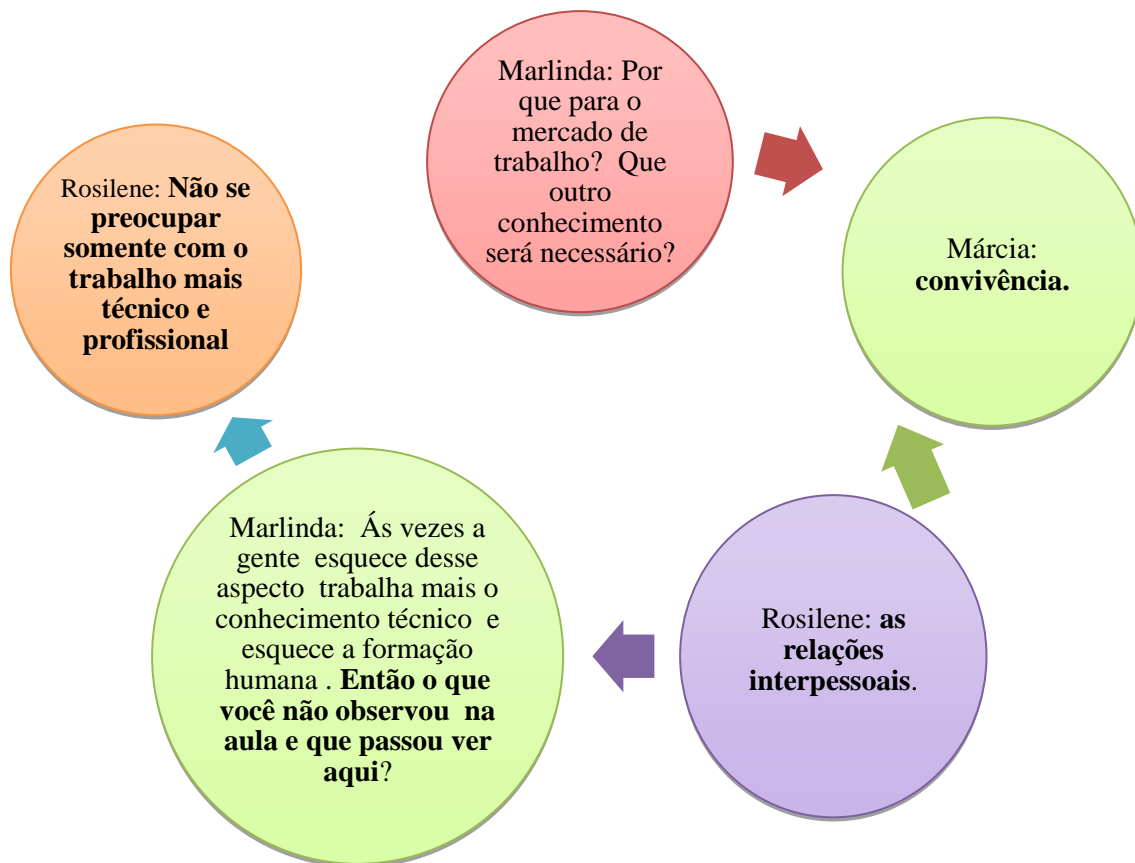 Marlinda: Por
que para o
mercado de
trabalho? Que
outro
conhecimento
será necessário?
Márcia:
convivência.
Rosilene: as
relações
interpessoais.
Marlinda: Ás vezes a
gente esquece desse
aspecto trabalha mais o
conhecimento técnico e
esquece a formação
humana . Então o que
você não observou na
aula e que passou ver
aqui?
Rosilene: Não se
preocupar
somente com o
trabalho mais
técnico e
profissional